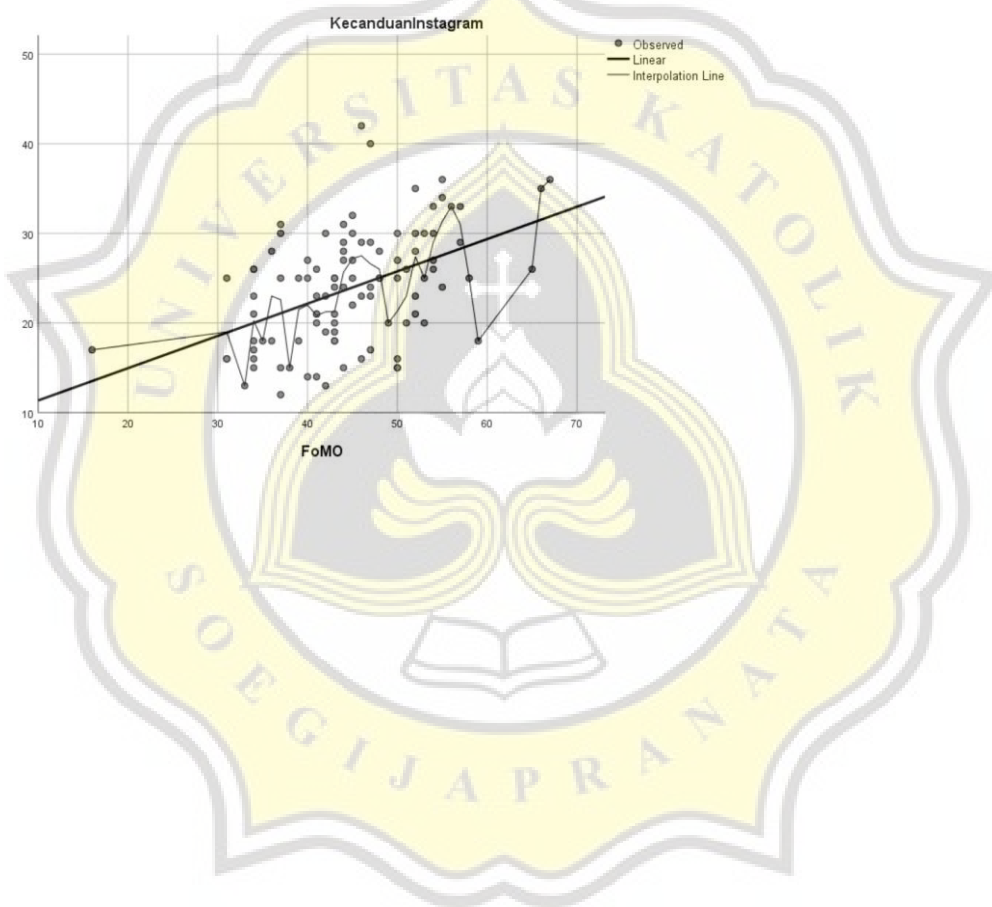 KecanduanInstagram
Observed
Linear
Interpolation Line
50
40
30
20
10
10 20 30 40 50 60 70
FoMO
UNIVERSITAS KATOLIK
SOEGIJAPRANATA